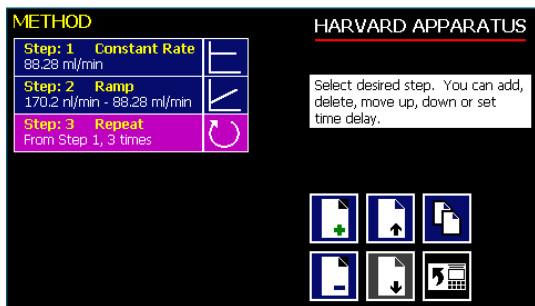 METHOD
HARVARD APPARATUS
Step: 1 Constant Rate
88.28 ml/min
Step: 2 Ramp
170.2 nl/min - 88.28 ml/min
Step: 3 Repeat
From Step 1, 3 times
Select desired step. You can add,
delete, move up, down or set
time delay.